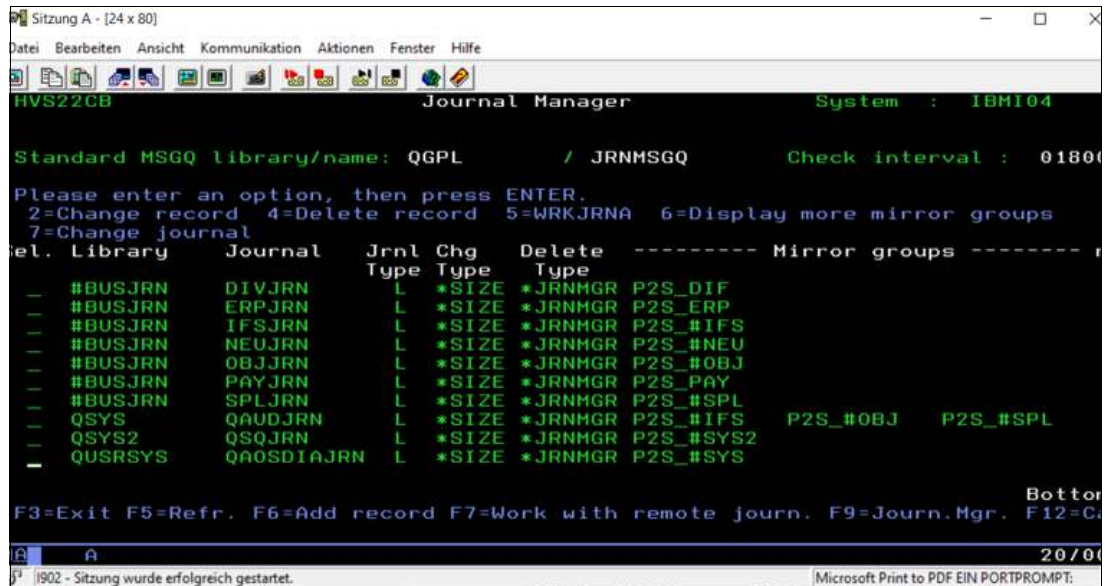 Sitzung A - [24 x 80]
Datei Bearbeiten Ansicht Kommunikation Aktionen Fenster Hilfe
HVS22CB Journal Manager System : IBMI04
Standard MSGQ library/name: QGPL / JRNMSGQ Check interval : 01800
Please enter an option, then press ENTER.
2=Change record 4=Delete record 5=WRKJRNA 6=Display more mirror groups
7=Change journal
Sel. Library Journal Jrnl Chg Delete --------- Mirror groups --------
Type Type Type
_ #BUSJRN DIVJRN L *SIZE *JRNMGR P2S_DIF
_ #BUSJRN ERPJRN L *SIZE *JRNMGR P2S_ERP
_ #BUSJRN IFSJRN L *SIZE *JRNMGR P2S_#IFS
_ #BUSJRN NEUJRN L *SIZE *JRNMGR P2S_#NEU
_ #BUSJRN OBJJRN L *SIZE *JRNMGR P2S_#OBJ
_ #BUSJRN PAYJRN L *SIZE *JRNMGR P2S_PAY
_ #BUSJRN SPLJRN L *SIZE *JRNMGR P2S_#SPL
_ QSYS QAUDJRN L *SIZE *JRNMGR P2S_#IFS P2S_#OBJ P2S_#SPL
_ QSYS2 QSQJRN L *SIZE *JRNMGR P2S_#SYS2
_ QUSRSYS QAOSDIAJRN L *SIZE *JRNMGR P2S_#SYS
Bottom
F3=Exit F5=Refr. F6=Add record F7=Work with remote journ. F9=Journ.Mgr. F12=Ca
A A 20/00
I902 - Sitzung wurde erfolgreich gestartet. Microsoft Print to PDF EIN PORTPROMPT: